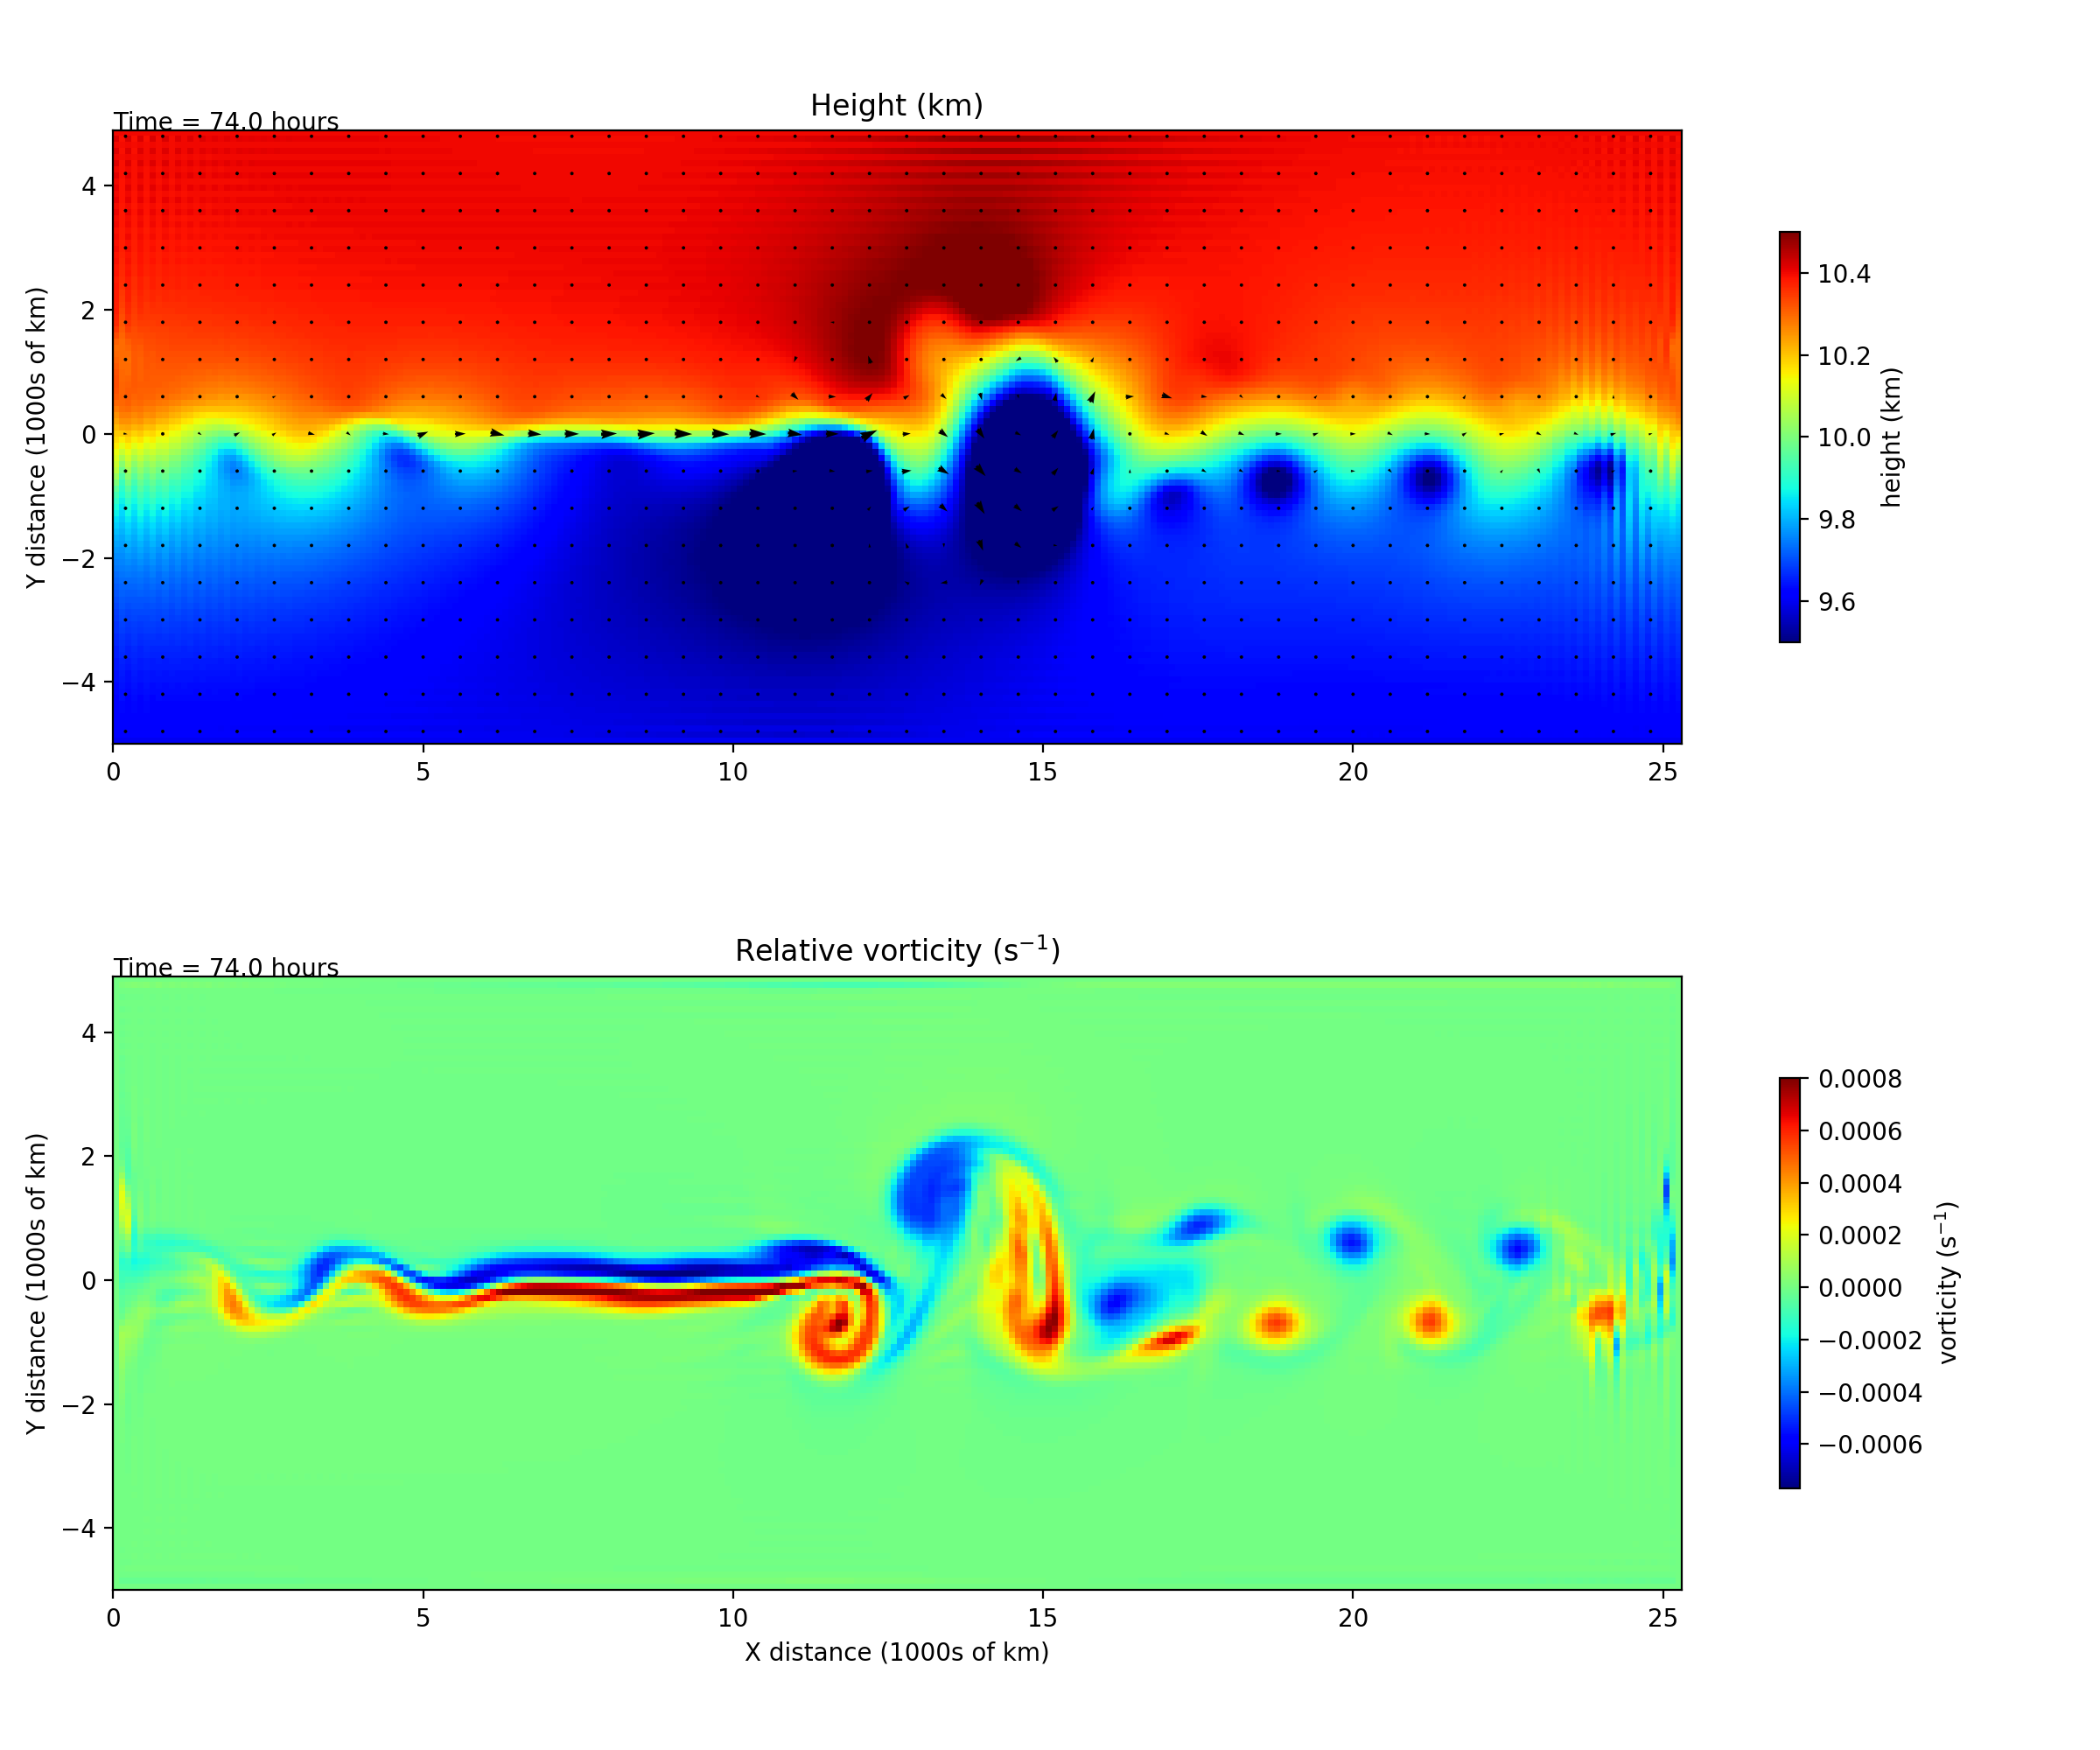 Height (km)
Time = 74.0 hours
4
2
0
−2
−4
Y distance (1000s of km)
0 5 10 15 20 25
10.4
10.2
10.0
9.8
9.6
height (km)
Relative vorticity (s⁻¹)
Time = 74.0 hours
4
2
0
−2
−4
Y distance (1000s of km)
0 5 10 15 20 25
X distance (1000s of km)
0.0008
0.0006
0.0004
0.0002
0.0000
−0.0002
−0.0004
−0.0006
vorticity (s⁻¹)